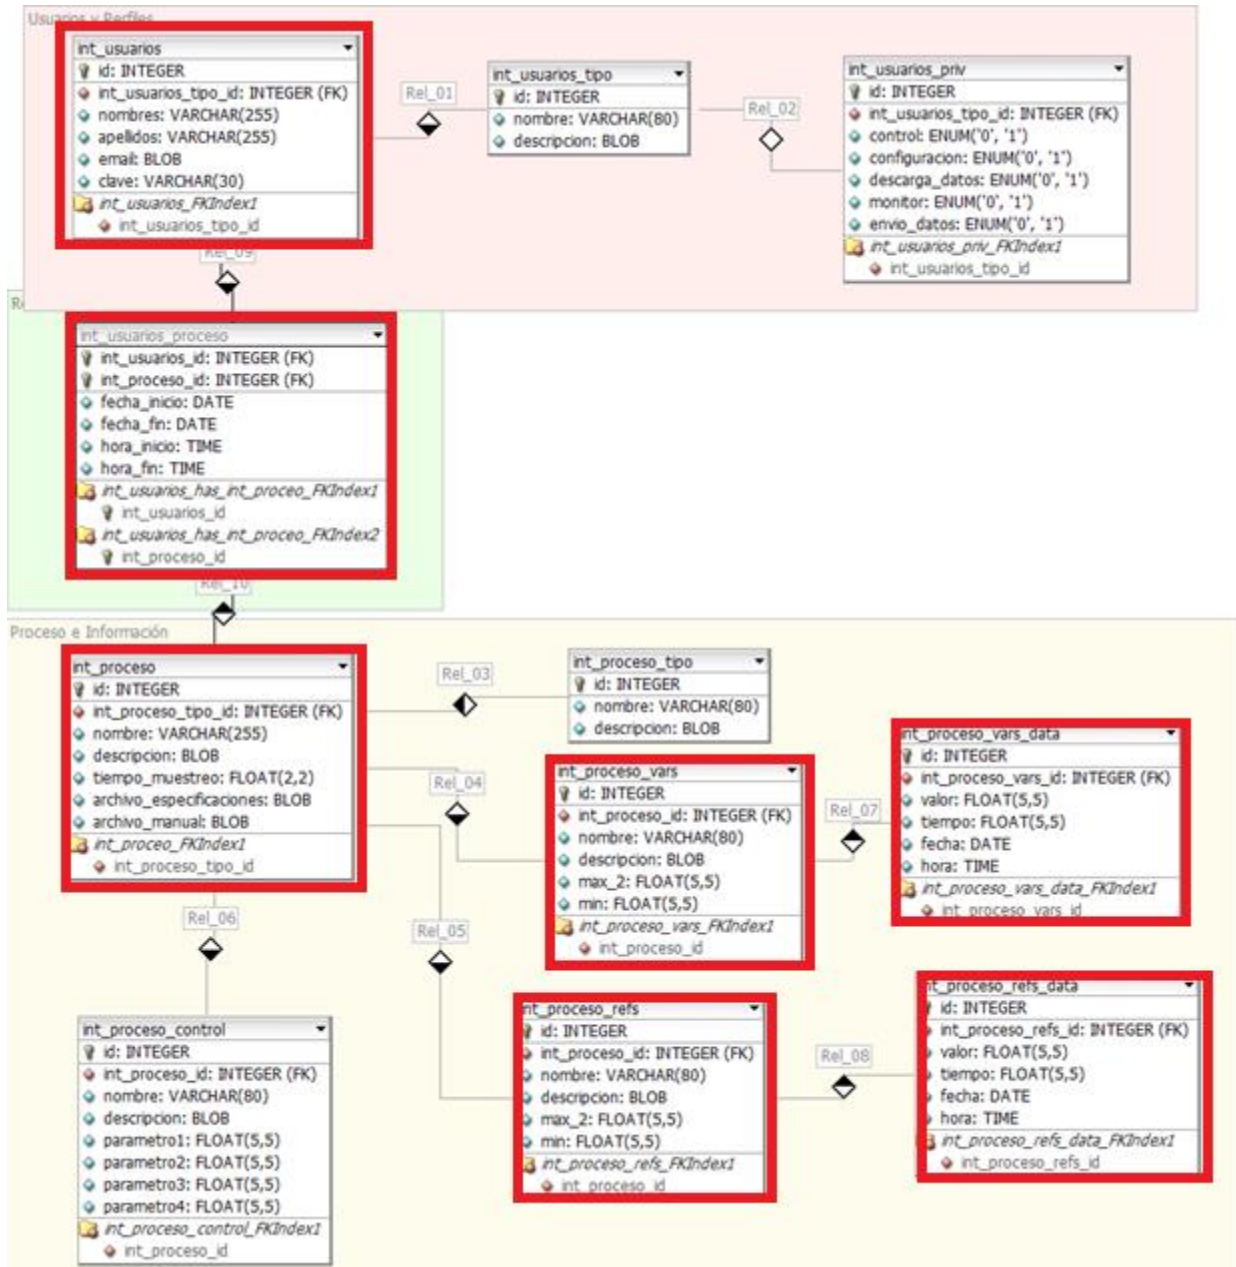 Usuarios y Perfiles
int_usuarios
id: INTEGER
int_usuarios_tipo_id: INTEGER (FK)
nombres: VARCHAR(255)
apellidos: VARCHAR(255)
email: BLOB
clave: VARCHAR(30)
int_usuarios_FKIndex1
int_usuarios_tipo_id
Rel_01
int_usuarios_tipo
id: INTEGER
nombre: VARCHAR(80)
descripcion: BLOB
Rel_02
int_usuarios_priv
id: INTEGER
int_usuarios_tipo_id: INTEGER (FK)
control: ENUM('0', '1')
configuracion: ENUM('0', '1')
descarga_datos: ENUM('0', '1')
monitor: ENUM('0', '1')
envio_datos: ENUM('0', '1')
int_usuarios_priv_FKIndex1
int_usuarios_tipo_id
Rel_09
int_usuarios_proceso
int_usuarios_id: INTEGER (FK)
int_proceso_id: INTEGER (FK)
fecha_inicio: DATE
fecha_fin: DATE
hora_inicio: TIME
hora_fin: TIME
int_usuarios_has_int_proceo_FKIndex1
int_usuarios_id
int_usuarios_has_int_proceo_FKIndex2
int_proceso_id
Rel_10
Proceso e Información
int_proceso
id: INTEGER
int_proceso_tipo_id: INTEGER (FK)
nombre: VARCHAR(255)
descripcion: BLOB
tiempo_muestreo: FLOAT(2,2)
archivo_especificaciones: BLOB
archivo_manual: BLOB
int_proceo_FKIndex1
int_proceso_tipo_id
Rel_03
int_proceso_tipo
id: INTEGER
nombre: VARCHAR(80)
descripcion: BLOB
Rel_04
int_proceso_vars
id: INTEGER
int_proceso_id: INTEGER (FK)
nombre: VARCHAR(80)
descripcion: BLOB
max_2: FLOAT(5,5)
min: FLOAT(5,5)
int_proceso_vars_FKIndex1
int_proceso_id
Rel_07
int_proceso_vars_data
id: INTEGER
int_proceso_vars_id: INTEGER (FK)
valor: FLOAT(5,5)
tiempo: FLOAT(5,5)
fecha: DATE
hora: TIME
int_proceso_vars_data_FKIndex1
int_proceso_vars_id
Rel_06
Rel_05
int_proceso_control
id: INTEGER
int_proceso_id: INTEGER (FK)
nombre: VARCHAR(80)
descripcion: BLOB
parametro1: FLOAT(5,5)
parametro2: FLOAT(5,5)
parametro3: FLOAT(5,5)
parametro4: FLOAT(5,5)
int_proceso_control_FKIndex1
int_proceso_id
int_proceso_refs
id: INTEGER
int_proceso_id: INTEGER (FK)
nombre: VARCHAR(80)
descripcion: BLOB
max_2: FLOAT(5,5)
min: FLOAT(5,5)
int_proceso_refs_FKIndex1
int_proceso_id
Rel_08
int_proceso_refs_data
id: INTEGER
int_proceso_refs_id: INTEGER (FK)
valor: FLOAT(5,5)
tiempo: FLOAT(5,5)
fecha: DATE
hora: TIME
int_proceso_refs_data_FKIndex1
int_proceso_refs_id